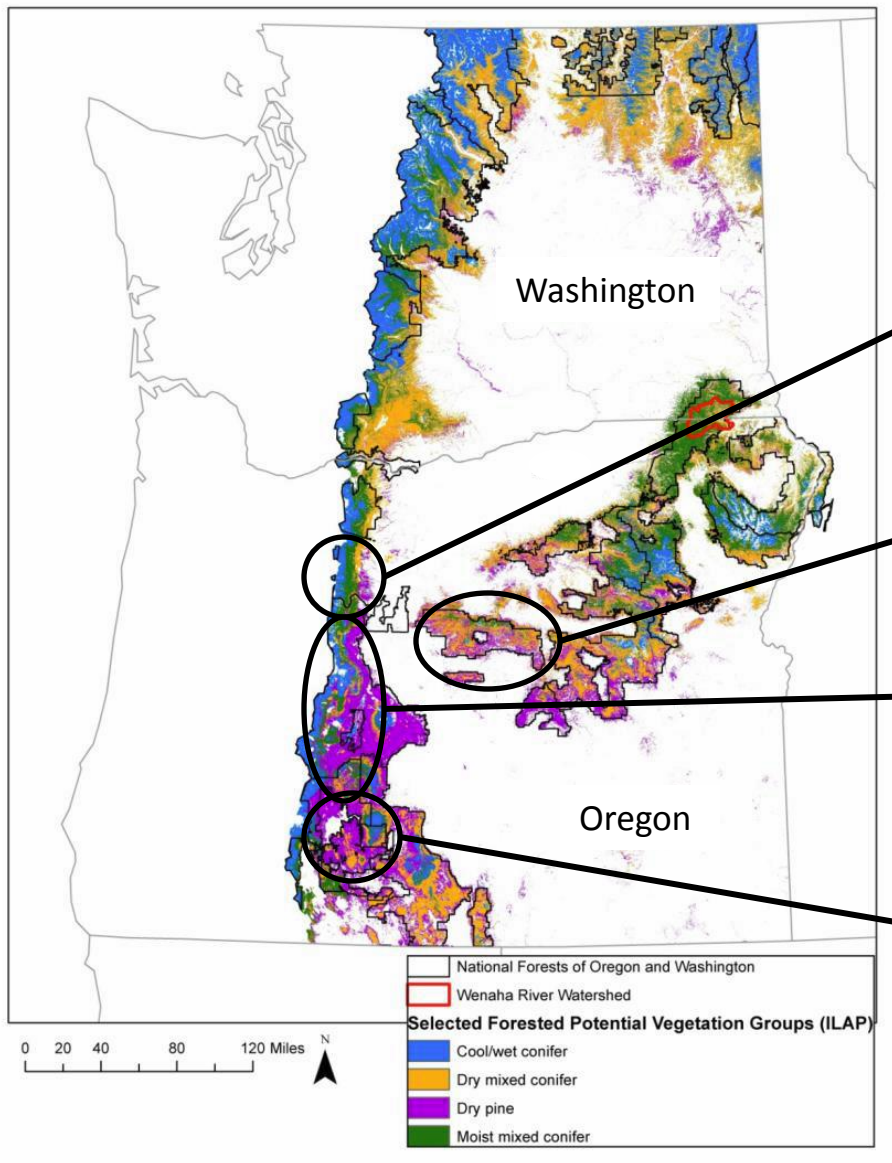 Washington
Oregon
National Forests of Oregon and Washington
Wenaha River Watershed
Selected Forested Potential Vegetation Groups (ILAP)
Cool/wet conifer
Dry mixed conifer
Dry pine
Moist mixed conifer
0 20 40 80 120 Miles
N